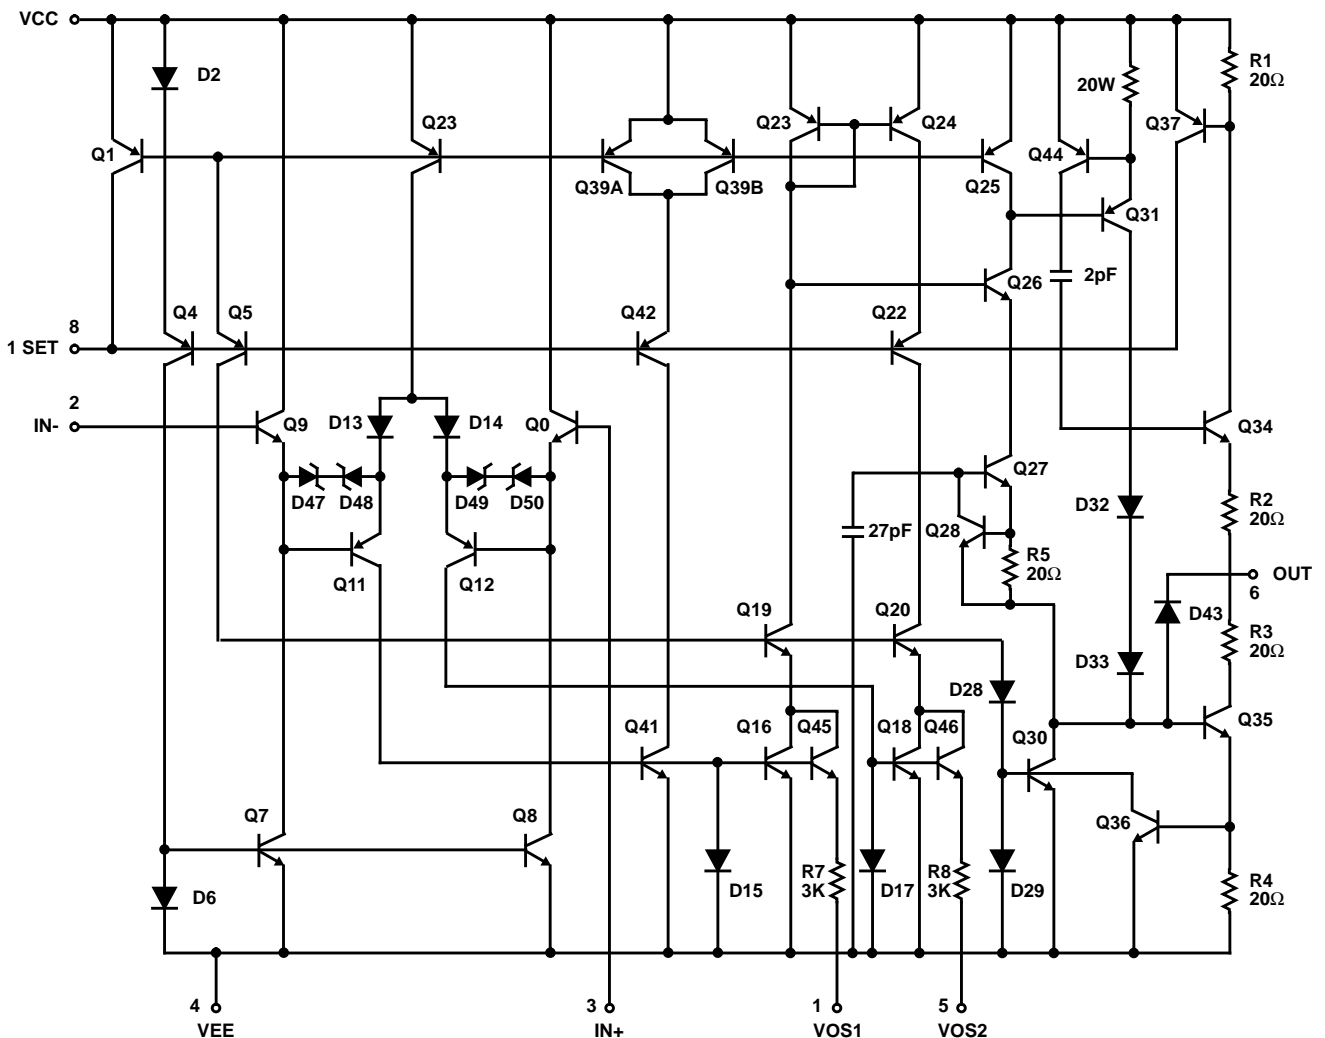 VCC
D2
R1
20Ω
20W
Q23
Q23
Q24
Q37
Q1
Q44
Q39A
Q39B
Q25
Q31
Q26
2pF
Q4
Q5
Q42
Q22
8
1 SET
2
IN-
Q9
D13
D14
Q0
Q34
Q27
D47
D48
D49
D50
D32
R2
20Ω
27pF
Q28
R5
20Ω
Q11
Q12
OUT
6
Q19
Q20
D43
R3
20Ω
D33
D28
Q41
Q16
Q45
Q18
Q46
Q35
Q30
Q7
Q8
Q36
D6
D15
R7
3K
D17
R8
3K
D29
R4
20Ω
4
VEE
3
IN+
1
VOS1
5
VOS2